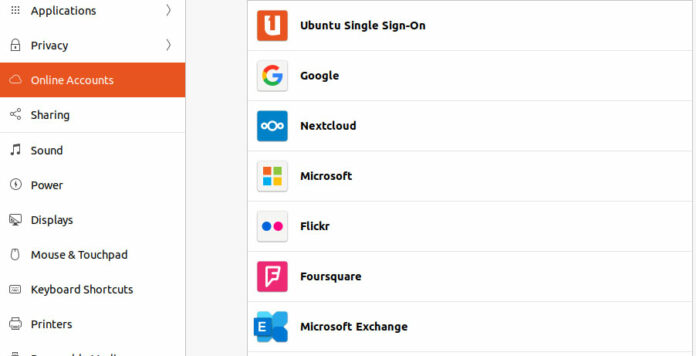 Applications
Privacy
Online Accounts
Sharing
Sound
Power
Displays
Mouse & Touchpad
Keyboard Shortcuts
Printers
Ubuntu Single Sign-On
Google
Nextcloud
Microsoft
Flickr
Foursquare
Microsoft Exchange